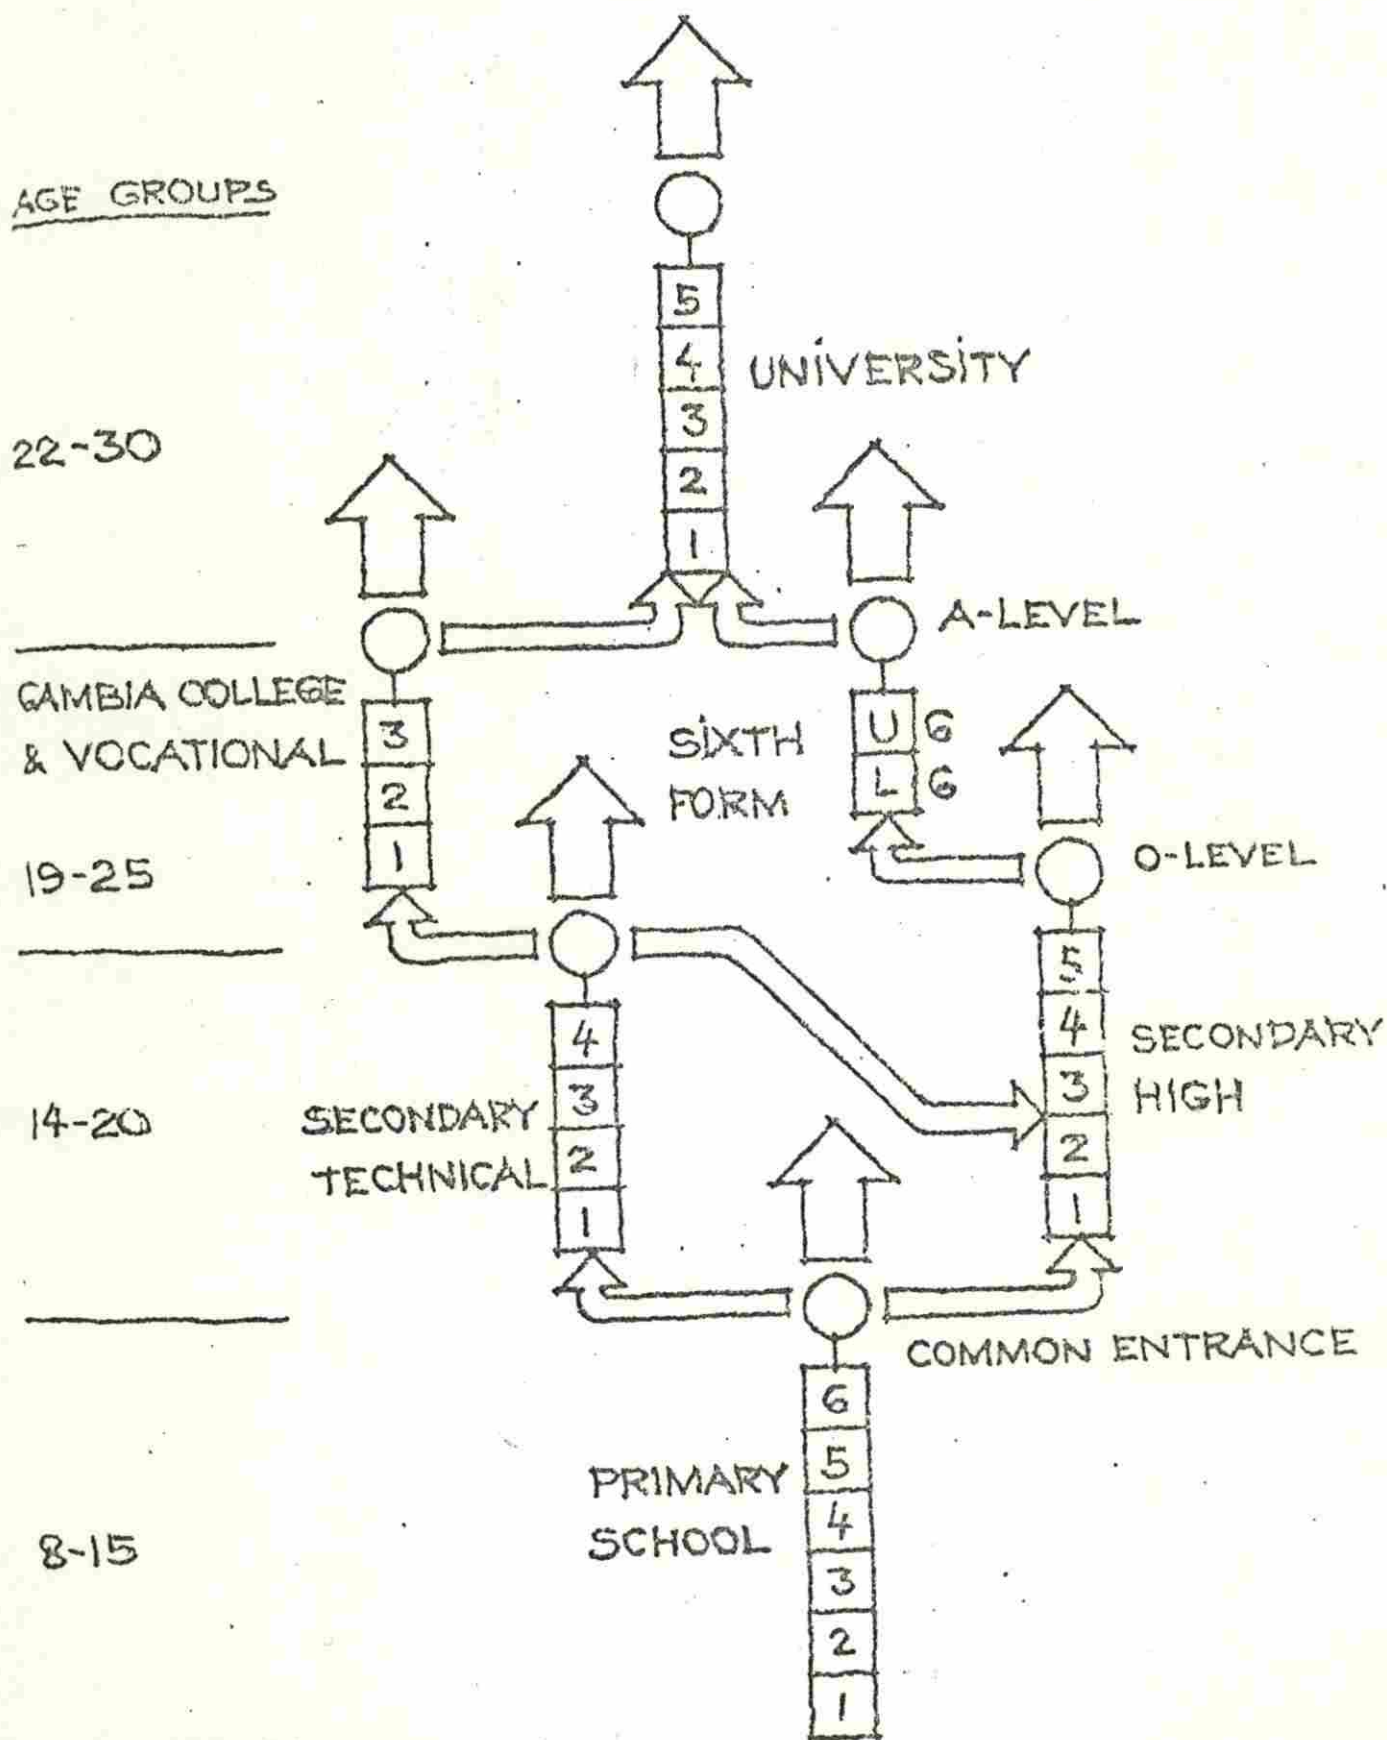 AGE GROUPS
5
4
UNIVERSITY
3
22-30
2
1
A-LEVEL
GAMBIA COLLEGE
& VOCATIONAL
3
2
1
SIXTH
FORM
U 6
L 6
19-25
O-LEVEL
5
4
3
2
1
SECONDARY
HIGH
4
3
2
1
SECONDARY
TECHNICAL
14-20
COMMON ENTRANCE
6
5
4
3
2
1
PRIMARY
SCHOOL
8-15